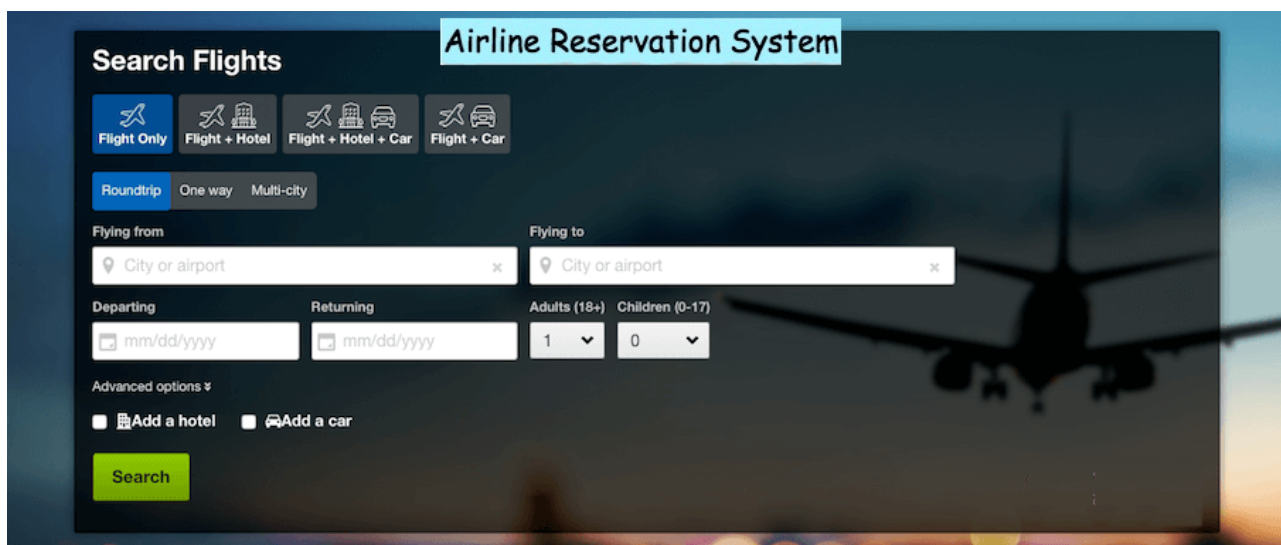 Airline Reservation System
Search Flights
Flight Only
Flight + Hotel
Flight + Hotel + Car
Flight + Car
Roundtrip
One way
Multi-city
Flying from
Flying to
City or airport
City or airport
Departing
Returning
Adults (18+)
Children (0-17)
mm/dd/yyyy
mm/dd/yyyy
1
0
Advanced options
Add a hotel
Add a car
Search